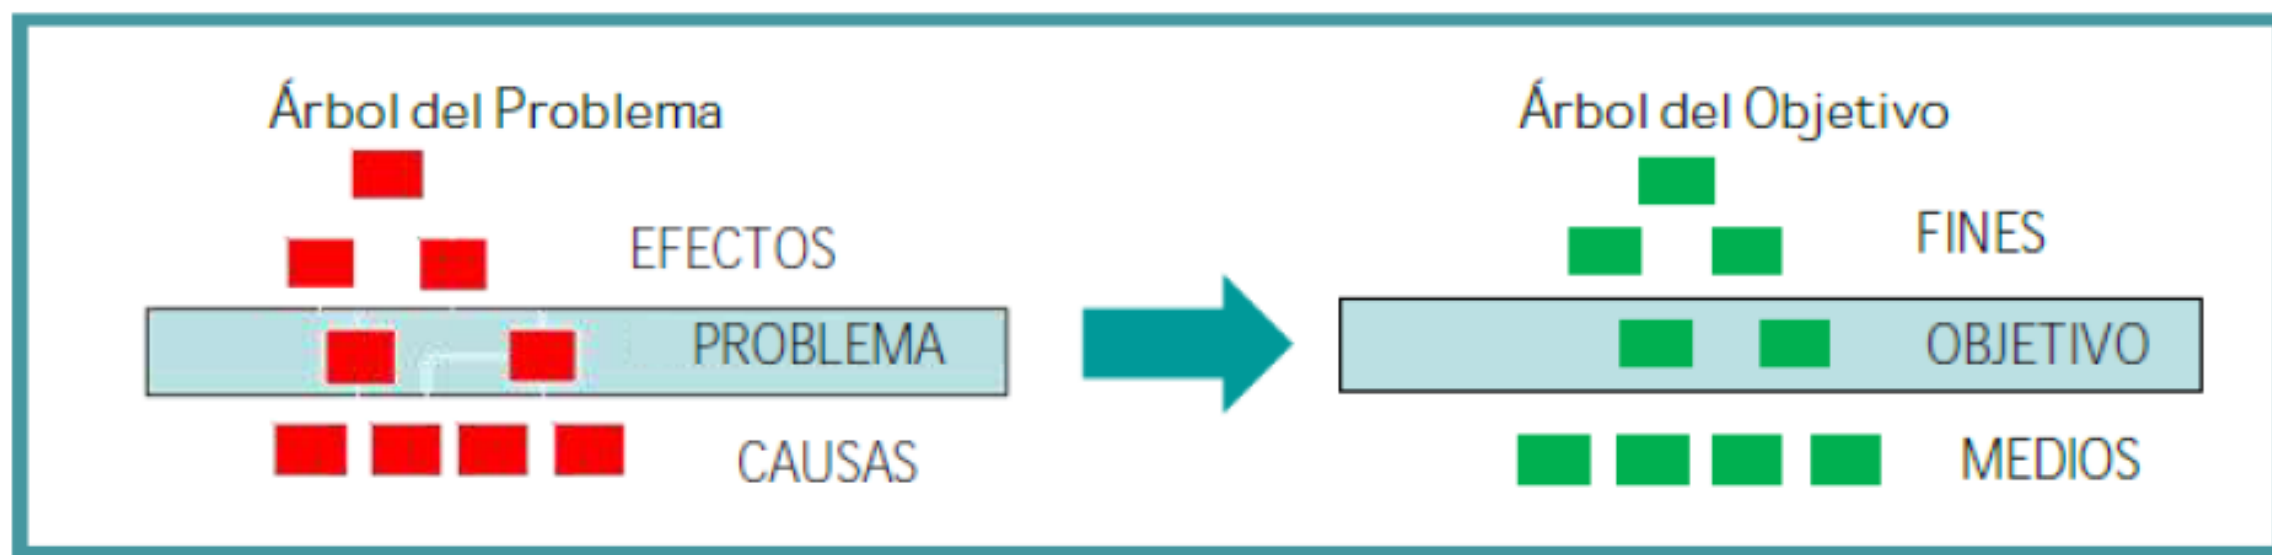 Árbol del Problema
EFECTOS
PROBLEMA
CAUSAS
Árbol del Objetivo
FINES
OBJETIVO
MEDIOS